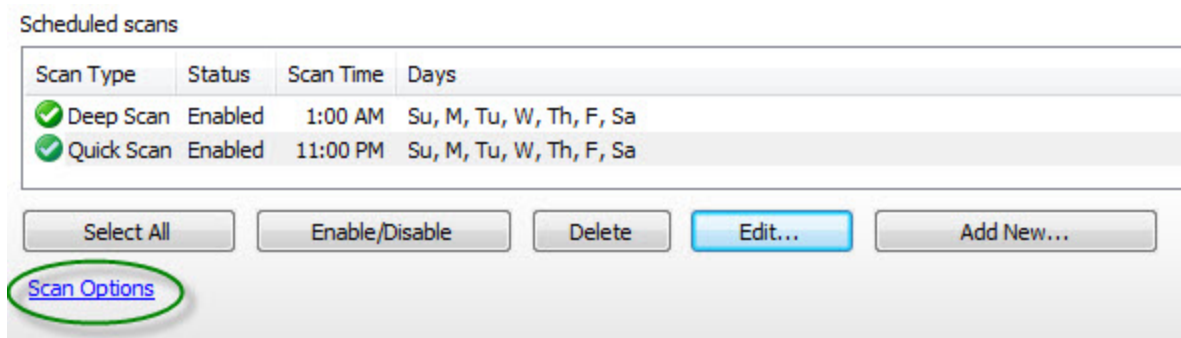 Scheduled scans
Scan Type Status Scan Time Days
Deep Scan Enabled 1:00 AM Su, M, Tu, W, Th, F, Sa
Quick Scan Enabled 11:00 PM Su, M, Tu, W, Th, F, Sa
Select All Enable/Disable Delete Edit... Add New...
Scan Options